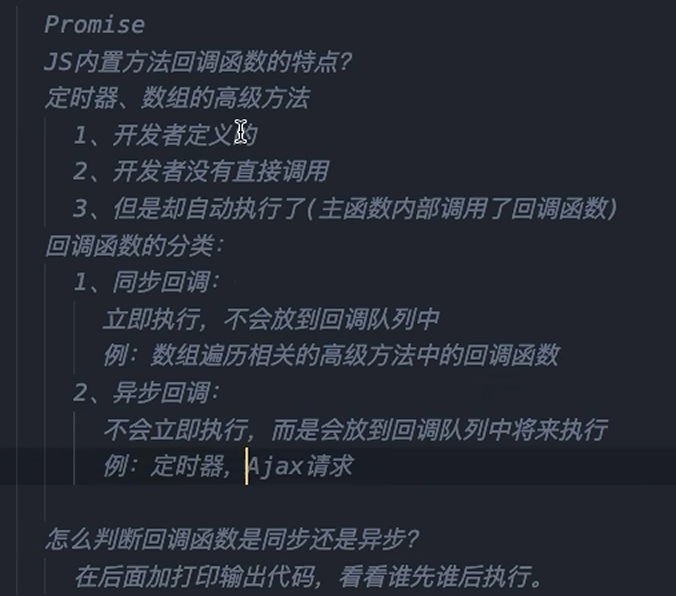 Promise
JS内置方法回调函数的特点?
定时器、数组的高级方法
1、开发者定义的
2、开发者没有直接调用
3、但是却自动执行了(主函数内部调用了回调函数)
回调函数的分类:
1、同步回调:
立即执行, 不会放到回调队列中
例: 数组遍历相关的高级方法中的回调函数
2、异步回调:
不会立即执行, 而是会放到回调队列中将来执行
例: 定时器, Ajax请求
怎么判断回调函数是同步还是异步?
在后面加打印输出代码, 看看谁先谁后执行。